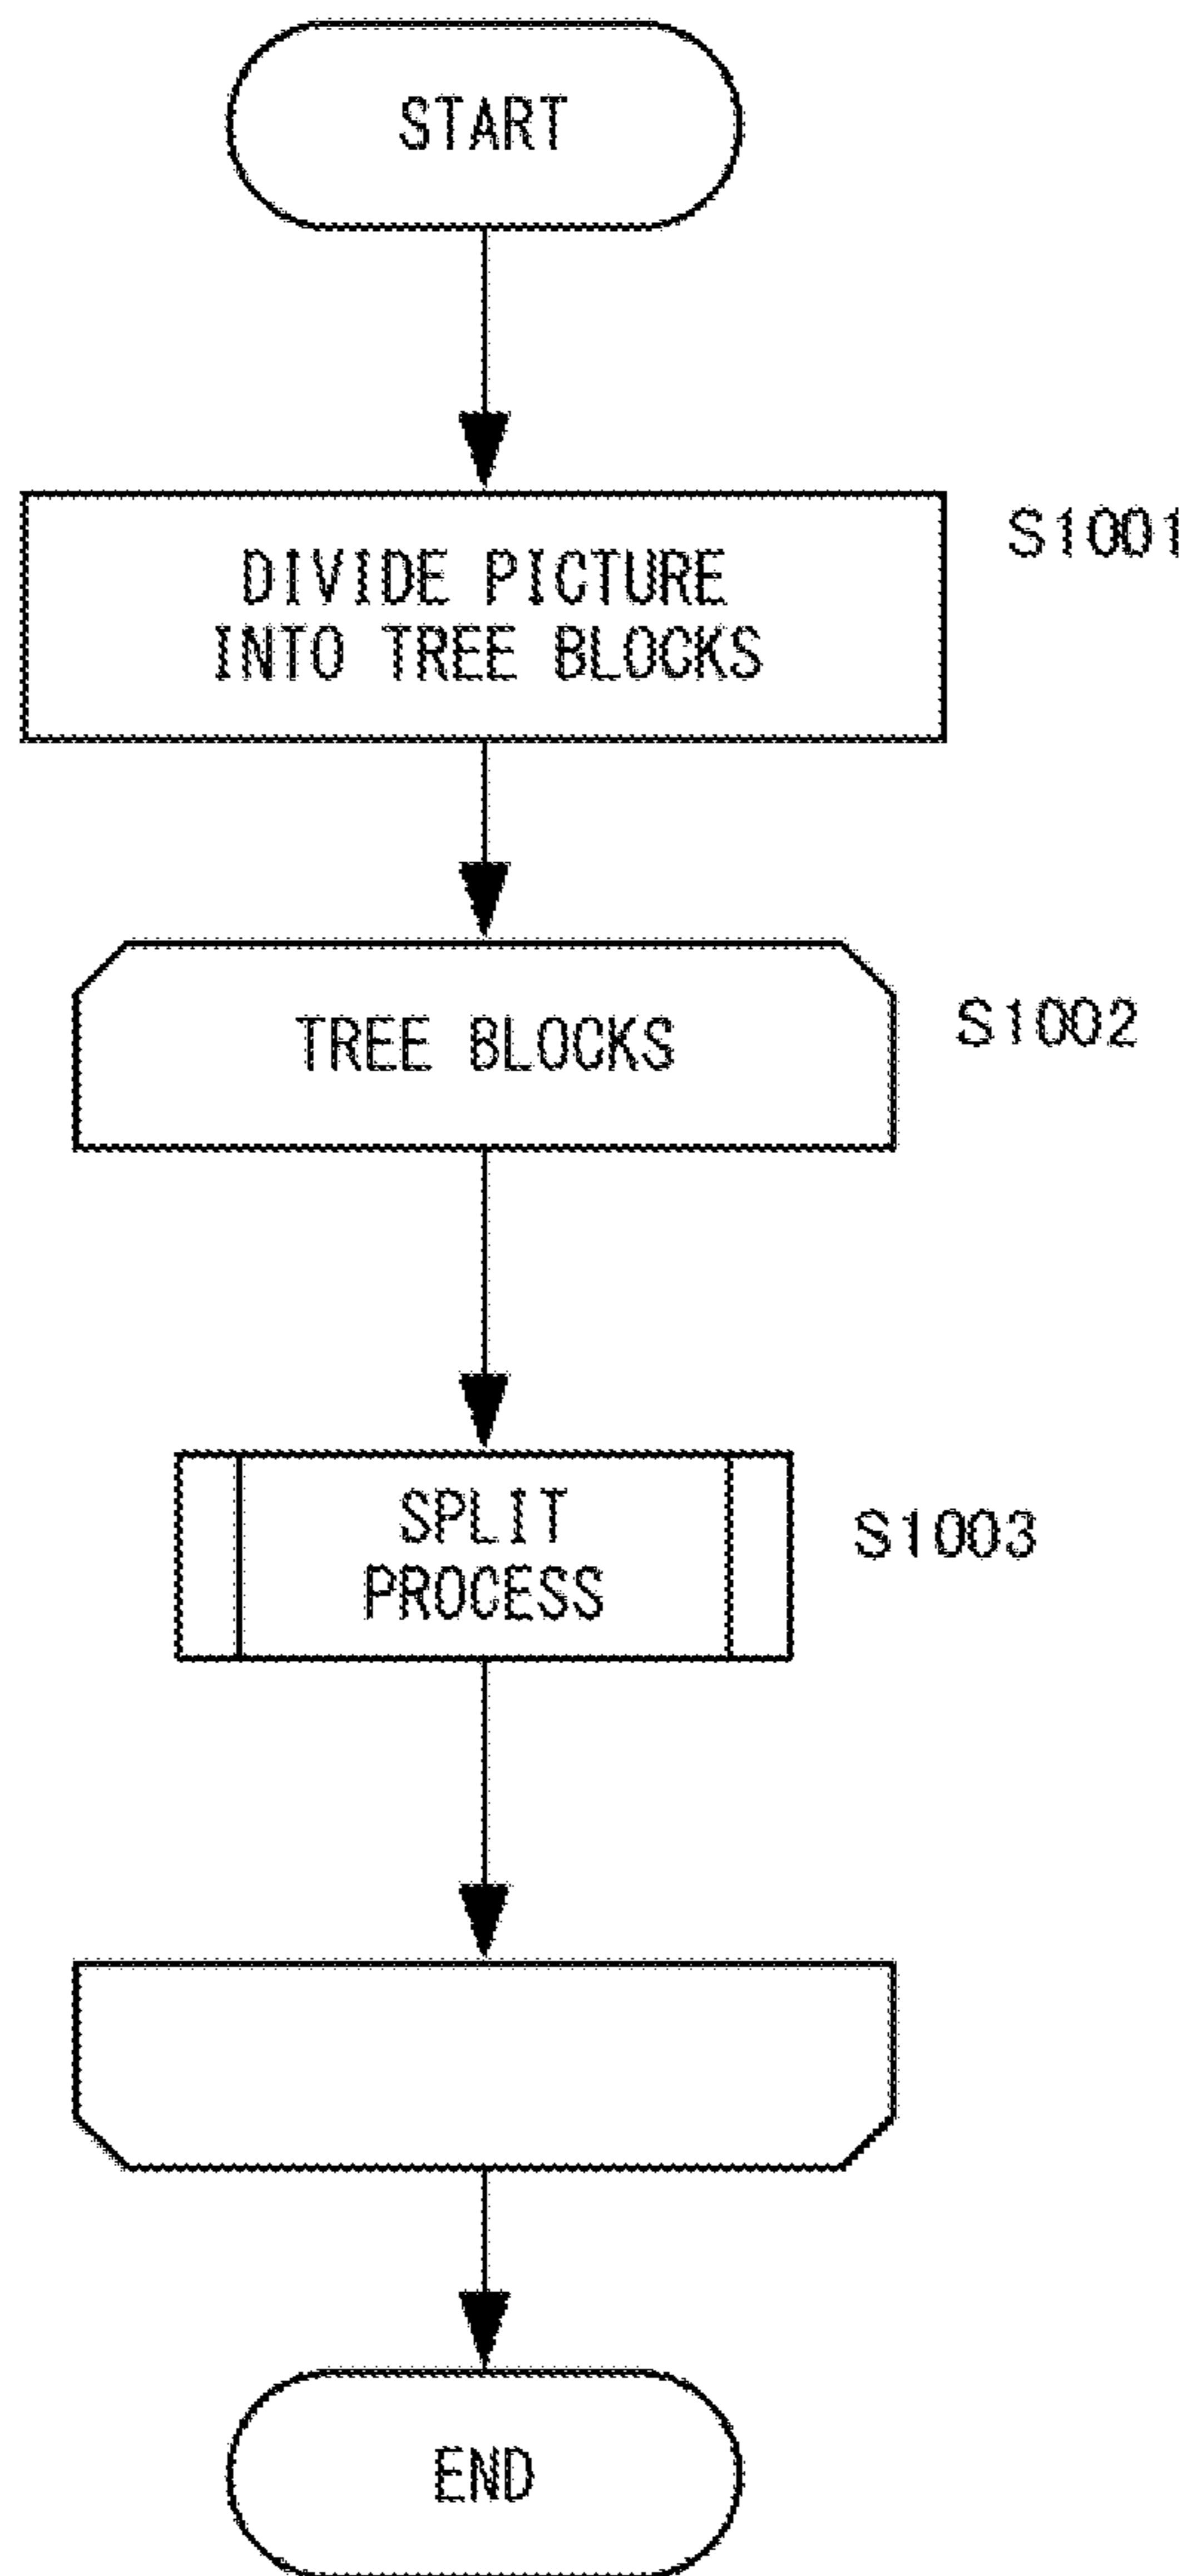 START
DIVIDE PICTURE
INTO TREE BLOCKS
S1001
TREE BLOCKS
S1002
SPLIT
PROCESS
S1003
END